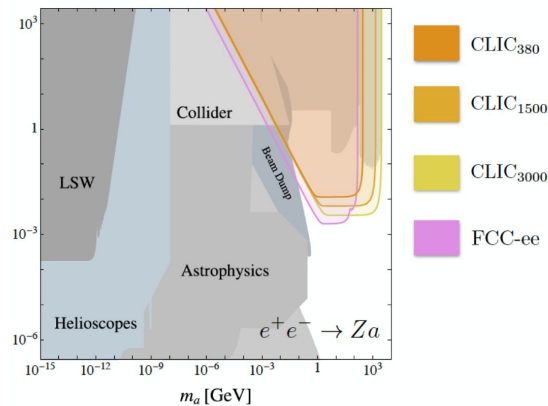 10³
1
10⁻³
10⁻⁶
Collider
LSW
Beam Dump
Astrophysics
Helioscopes
e⁺e⁻ → Za
10⁻¹⁵ 10⁻¹² 10⁻⁹ 10⁻⁶ 10⁻³ 1 10³
mₐ [GeV]
CLIC₃₈₀
CLIC₁₅₀₀
CLIC₃₀₀₀
FCC-ee